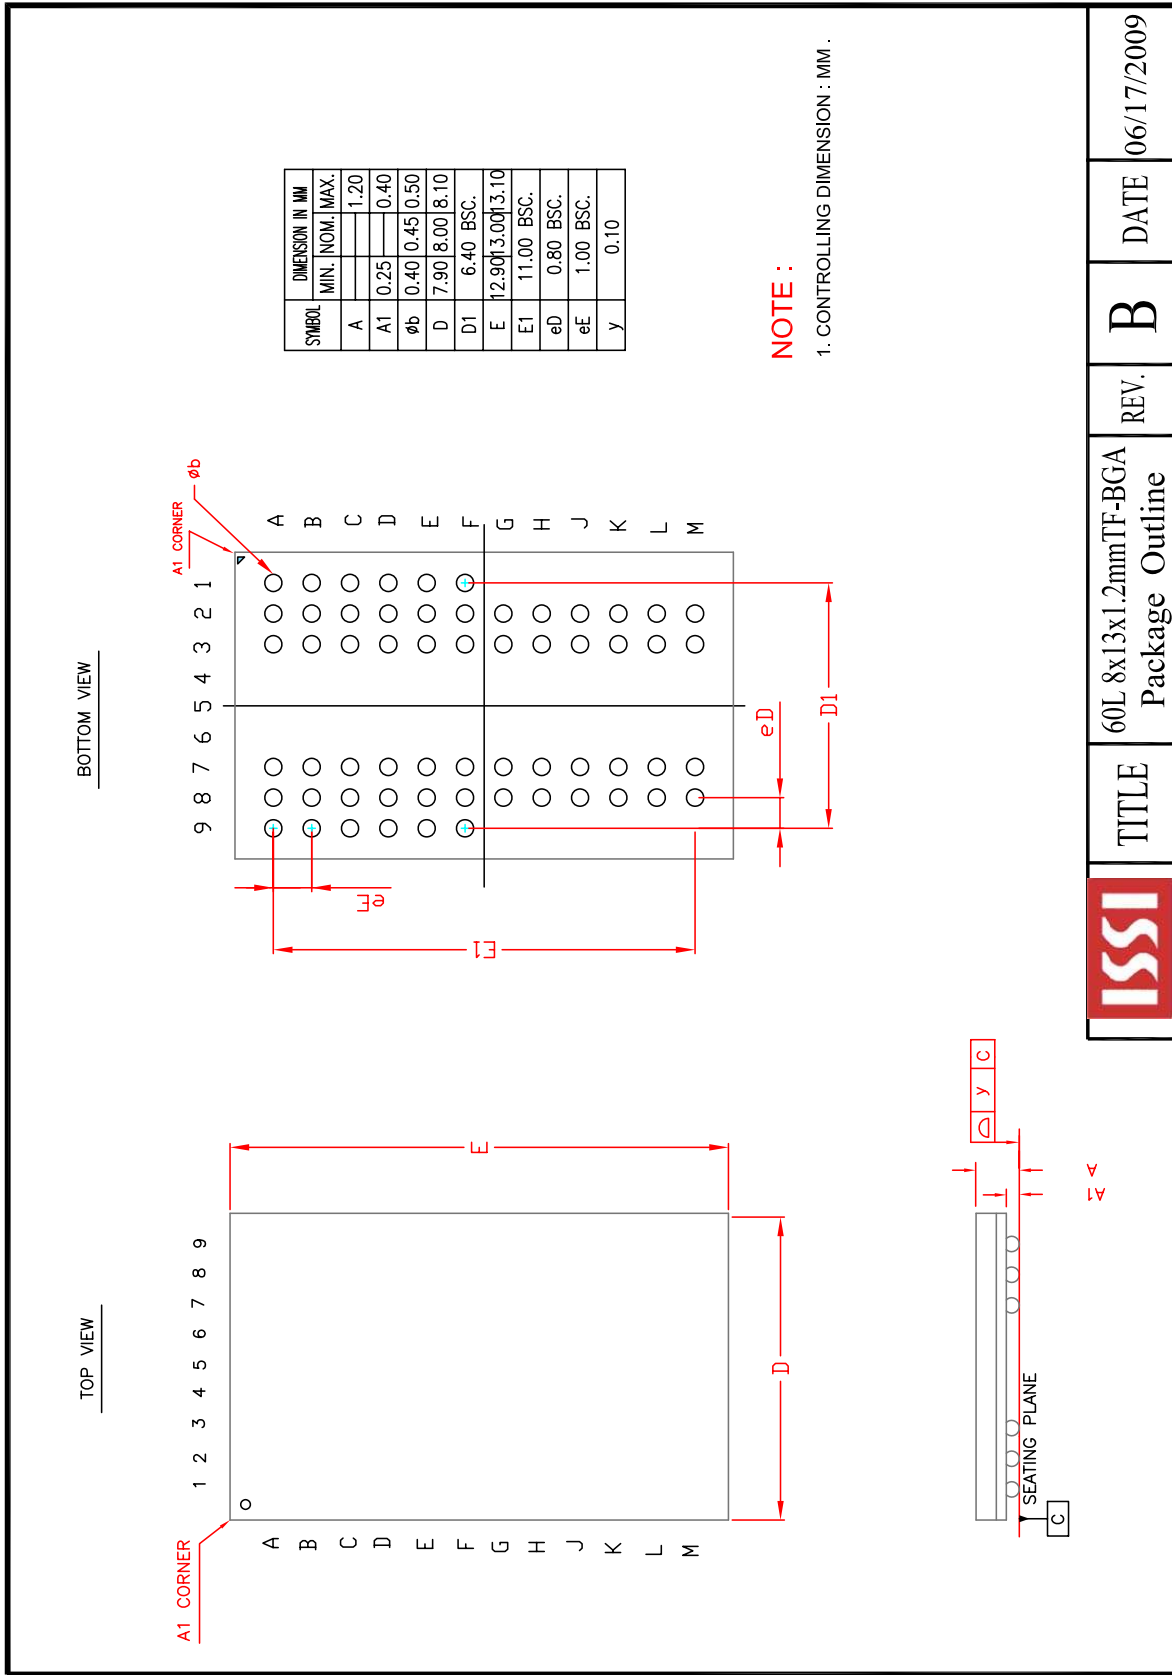 TOP VIEW
A1 CORNER
1 2 3 4 5 6 7 8 9
A
B
C
D
E
F
G
H
J
K
L
M
E
D
BOTTOM VIEW
A1 CORNER
øb
9 8 7 6 5 4 3 2 1
A
B
C
D
E
F
G
H
J
K
L
M
eE
E1
eD
D1
SYMBOL DIMENSION IN MM
MIN. NOM. MAX.
A 1.20
A1 0.25 0.40
øb 0.40 0.45 0.50
D 7.90 8.00 8.10
D1 6.40 BSC.
E 12.90 13.00 13.10
E1 11.00 BSC.
eD 0.80 BSC.
eE 1.00 BSC.
y 0.10
NOTE :
1. CONTROLLING DIMENSION : MM .
SEATING PLANE
C
y C
A
A1
ISSI
TITLE
60L 8x13x1.2mmTF-BGA
Package Outline
REV.
B
DATE
06/17/2009